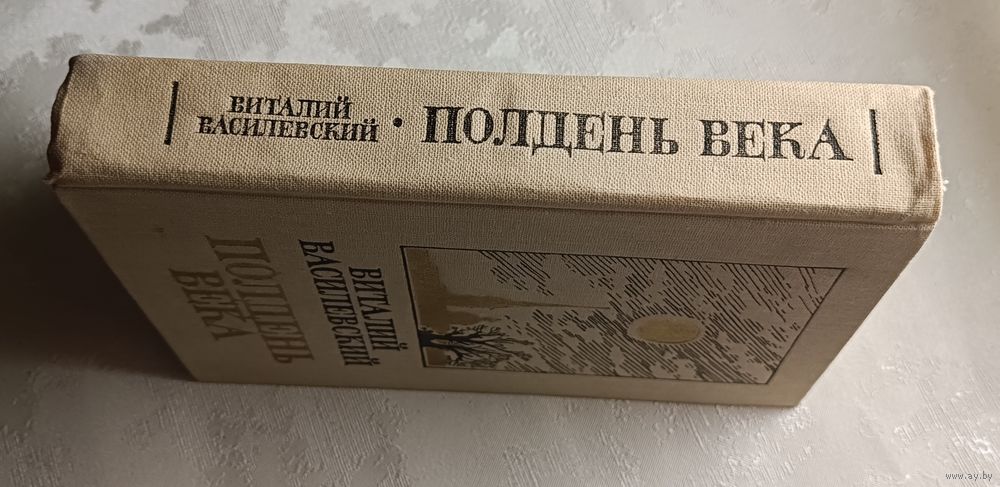 ВИТАЛИЙ
ВАСИЛЕВСКИЙ · ПОЛДЕНЬ ВЕКА
ВИТАЛИЙ
ВАСИЛЕВСКИЙ
ПОЛДЕНЬ
ВЕКА
www.ay.by